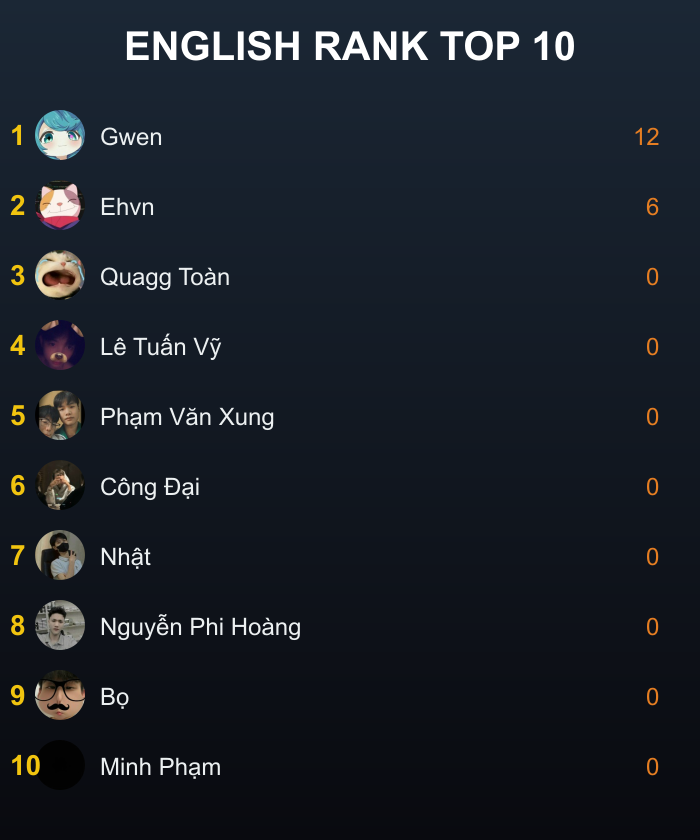 ENGLISH RANK TOP 10
1 Gwen 12
2 Ehvn 6
3 Quagg Toàn 0
4 Lê Tuấn Vỹ 0
5 Phạm Văn Xung 0
6 Công Đại 0
7 Nhật 0
8 Nguyễn Phi Hoàng 0
9 Bọ 0
10 Minh Phạm 0